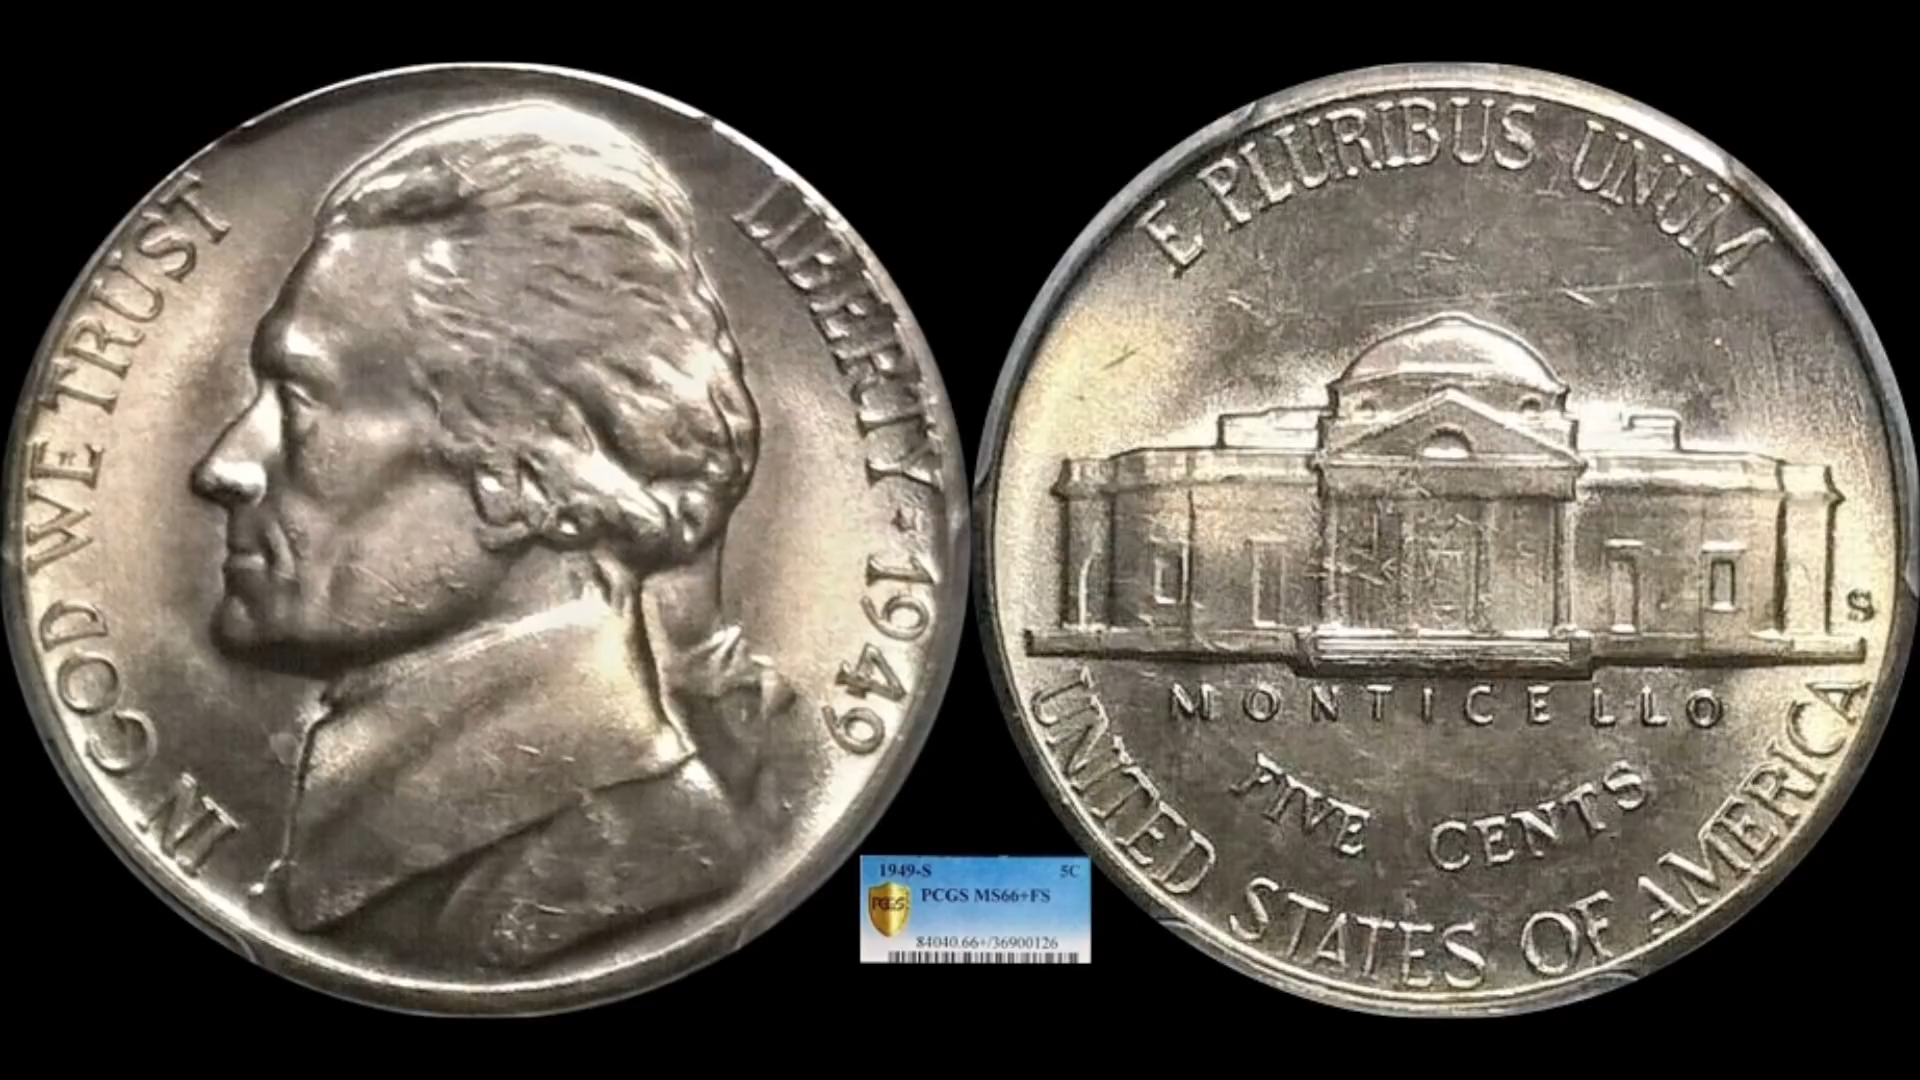 IN GOD WE TRUST
LIBERTY · 1949
E PLURIBUS UNUM
S
MONTICELLO
FIVE CENTS
UNITED STATES OF AMERICA
1949-S 5C
PCGS MS66+FS
PCGS
84040.66+/36900126